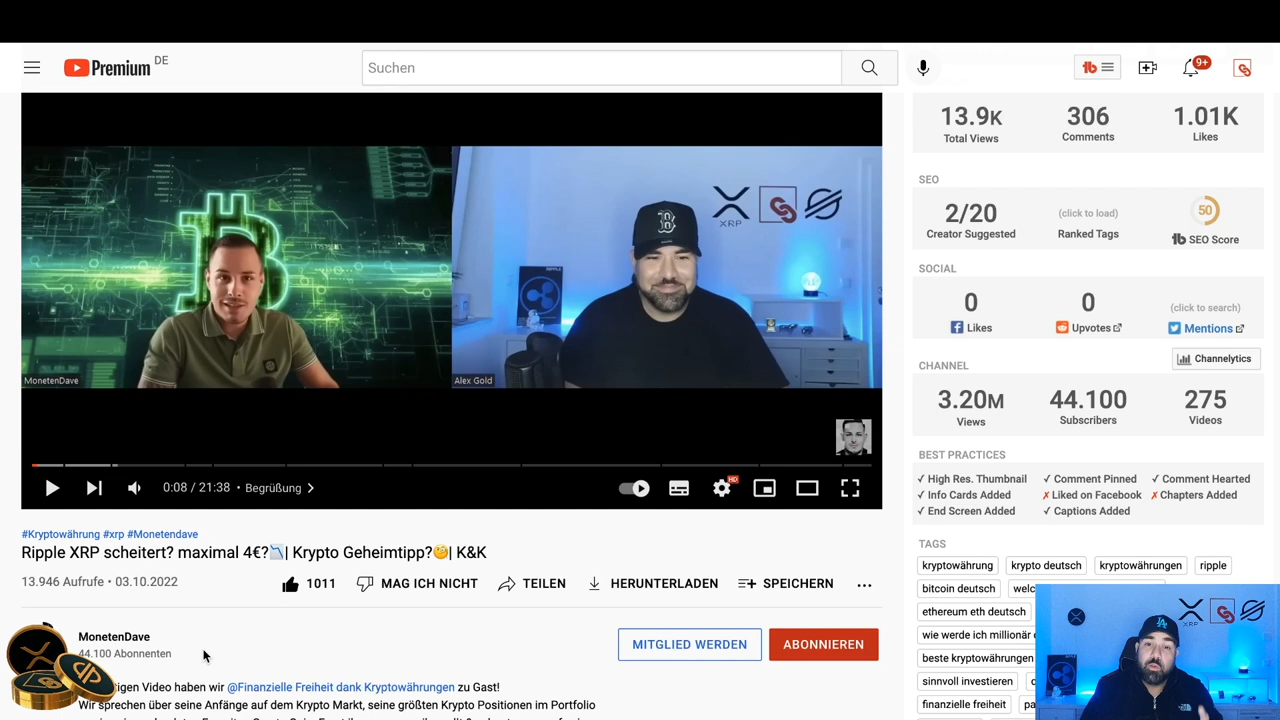 Premium DE
Suchen
9+
13.9K 306 1.01K
Total Views Comments Likes
SEO
2/20 (click to load) 50
Creator Suggested Ranked Tags SEO Score
SOCIAL
0 0 (click to search)
Likes Upvotes Mentions
CHANNEL Channelytics
3.20M 44.100 275
Views Subscribers Videos
BEST PRACTICES
✓ High Res. Thumbnail ✓ Comment Pinned ✓ Comment Hearted
✓ Info Cards Added ✗ Liked on Facebook ✗ Chapters Added
✓ End Screen Added ✓ Captions Added
TAGS
kryptowährung krypto deutsch kryptowährungen ripple
bitcoin deutsch
ethereum eth deutsch
beste kryptowährungen
sinnvoll investieren
finanzielle freiheit
XRP
MonetenDave
Alex Gold
0:08 / 21:38 • Begrüßung
HD
#Kryptowährung #xrp #Monetendave
Ripple XRP scheitert? maximal 4€?📉| Krypto Geheimtipp?🧐| K&K
13.946 Aufrufe • 03.10.2022
1011 MAG ICH NICHT TEILEN HERUNTERLADEN SPEICHERN
MonetenDave
44.100 Abonnenten
MITGLIED WERDEN ABONNIEREN
Video haben wir @Finanzielle Freiheit dank Kryptowährungen zu Gast!
Wir sprechen über seine Anfänge auf dem Krypto Markt, seine größten Krypto Positionen im Portfolio